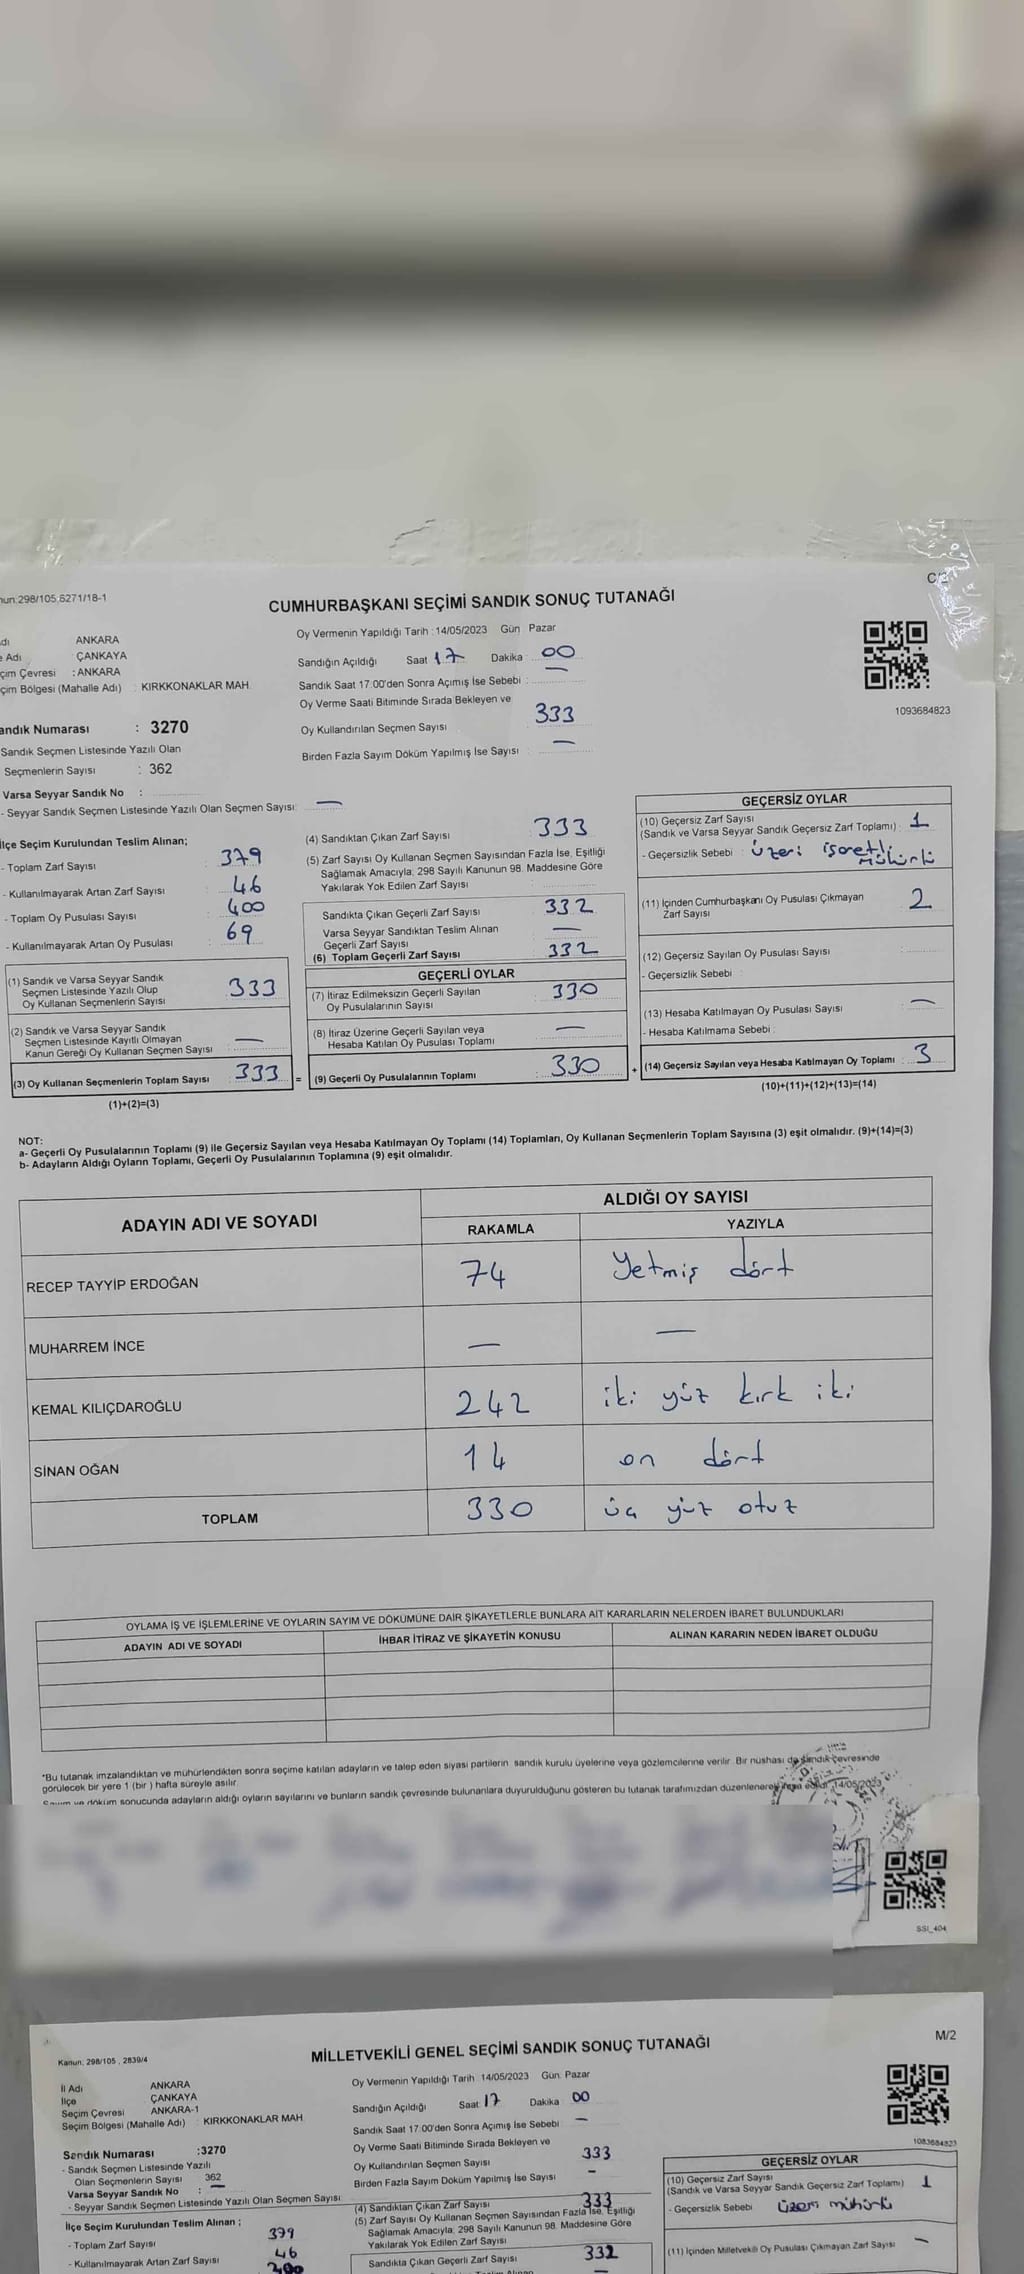 298/105,6271/18-1
C/2
CUMHURBAŞKANI SEÇİMİ SANDIK SONUÇ TUTANAĞI
ANKARA
Adı ÇANKAYA
Çevresi : ANKARA
Bölgesi (Mahalle Adı) : KIRKKONAKLAR MAH.
Numarası : 3270
Sandık Seçmen Listesinde Yazılı Olan
Seçmenlerin Sayısı : 362
Varsa Seyyar Sandık No :
- Seyyar Sandık Seçmen Listesinde Yazılı Olan Seçmen Sayısı: —
Oy Vermenin Yapıldığı Tarih : 14/05/2023 Gün Pazar
Sandığın Açıldığı Saat 17 Dakika 00
Sandık Saat 17:00'den Sonra Açımış İse Sebebi : —
Oy Verme Saati Bitiminde Sırada Bekleyen ve
Oy Kullandırılan Seçmen Sayısı 333
Birden Fazla Sayım Döküm Yapılmış İse Sayısı —
1093684823
İlçe Seçim Kurulundan Teslim Alınan;
- Toplam Zarf Sayısı 379
- Kullanılmayarak Artan Zarf Sayısı 46
- Toplam Oy Pusulası Sayısı 400
- Kullanılmayarak Artan Oy Pusulası 69
(1) Sandık ve Varsa Seyyar Sandık
Seçmen Listesinde Yazılı Olup
Oy Kullanan Seçmenlerin Sayısı 333
(2) Sandık ve Varsa Seyyar Sandık
Seçmen Listesinde Kayıtlı Olmayan
Kanun Gereği Oy Kullanan Seçmen Sayısı —
(3) Oy Kullanan Seçmenlerin Toplam Sayısı 333 =
(1)+(2)=(3)
(4) Sandıktan Çıkan Zarf Sayısı 333
(5) Zarf Sayısı Oy Kullanan Seçmen Sayısından Fazla İse, Eşitliği
Sağlamak Amacıyla, 298 Sayılı Kanunun 98. Maddesine Göre
Yakılarak Yok Edilen Zarf Sayısı
Sandıkta Çıkan Geçerli Zarf Sayısı 332
Varsa Seyyar Sandıktan Teslim Alınan
Geçerli Zarf Sayısı —
(6) Toplam Geçerli Zarf Sayısı 332
GEÇERLİ OYLAR
(7) İtiraz Edilmeksizin Geçerli Sayılan
Oy Pusulalarının Sayısı 330
(8) İtiraz Üzerine Geçerli Sayılan veya
Hesaba Katılan Oy Pusulası Toplamı —
(9) Geçerli Oy Pusulalarının Toplamı 330 +
GEÇERSİZ OYLAR
(10) Geçersiz Zarf Sayısı
(Sandık ve Varsa Seyyar Sandık Geçersiz Zarf Toplamı) : 1
- Geçersizlik Sebebi : üzeri işaretli
mühürlü
(11) İçinden Cumhurbaşkanı Oy Pusulası Çıkmayan
Zarf Sayısı 2
(12) Geçersiz Sayılan Oy Pusulası Sayısı
- Geçersizlik Sebebi :
(13) Hesaba Katılmayan Oy Pusulası Sayısı —
- Hesaba Katılmama Sebebi :
(14) Geçersiz Sayılan veya Hesaba Katılmayan Oy Toplamı : 3
(10)+(11)+(12)+(13)=(14)
NOT:
a- Geçerli Oy Pusulalarının Toplamı (9) ile Geçersiz Sayılan veya Hesaba Katılmayan Oy Toplamı (14) Toplamları, Oy Kullanan Seçmenlerin Toplam Sayısına (3) eşit olmalıdır. (9)+(14)=(3)
b- Adayların Aldığı Oyların Toplamı, Geçerli Oy Pusulalarının Toplamına (9) eşit olmalıdır.
ADAYIN ADI VE SOYADI ALDIĞI OY SAYISI
RAKAMLA YAZIYLA
RECEP TAYYİP ERDOĞAN 74 Yetmiş dört
MUHARREM İNCE — —
KEMAL KILIÇDAROĞLU 242 iki yüz kırk iki
SİNAN OĞAN 14 on dört
TOPLAM 330 üç yüz otuz
OYLAMA İŞ VE İŞLEMLERİNE VE OYLARIN SAYIM VE DÖKÜMÜNE DAİR ŞİKAYETLERLE BUNLARA AİT KARARLARIN NELERDEN İBARET BULUNDUKLARI
ADAYIN ADI VE SOYADI İHBAR İTİRAZ VE ŞİKAYETİN KONUSU ALINAN KARARIN NEDEN İBARET OLDUĞU
*Bu tutanak imzalandıktan ve mühürlendikten sonra seçime katılan adayların ve talep eden siyasi partilerin sandık kurulu üyelerine veya gözlemcilerine verilir. Bir nüshası da sandık çevresinde
görülecek bir yere 1 (bir ) hafta süreyle asılır.
Sayım ve döküm sonucunda adayların aldığı oyların sayılarını ve bunların sandık çevresinde bulunanlara duyurulduğunu gösteren bu tutanak tarafımızdan düzenlenerek 14/05/2023
SSI_404
M/2
Kanun: 298/105 , 2839/4
MİLLETVEKİLİ GENEL SEÇİMİ SANDIK SONUÇ TUTANAĞI
İl Adı ANKARA
İlçe ÇANKAYA
Seçim Çevresi ANKARA-1
Seçim Bölgesi (Mahalle Adı) : KIRKKONAKLAR MAH.
Sandık Numarası :3270
- Sandık Seçmen Listesinde Yazılı
Olan Seçmenlerin Sayısı 362
Varsa Seyyar Sandık No : —
- Seyyar Sandık Seçmen Listesinde Yazılı Olan Seçmen Sayısı:
Oy Vermenin Yapıldığı Tarih : 14/05/2023 Gün: Pazar
Sandığın Açıldığı Saat 17 Dakika 00
Sandık Saat 17:00'den Sonra Açımış İse Sebebi —
Oy Verme Saati Bitiminde Sırada Bekleyen ve
Oy Kullandırılan Seçmen Sayısı 333
Birden Fazla Sayım Döküm Yapılmış İse Sayısı —
İlçe Seçim Kurulundan Teslim Alınan ;
- Toplam Zarf Sayısı 379
- Kullanılmayarak Artan Zarf Sayısı 46
400
(4) Sandıktan Çıkan Zarf Sayısı 333
(5) Zarf Sayısı Oy Kullanan Seçmen Sayısından Fazla İse, Eşitliği
Sağlamak Amacıyla, 298 Sayılı Kanunun 98. Maddesine Göre
Yakılarak Yok Edilen Zarf Sayısı
Sandıkta Çıkan Geçerli Zarf Sayısı 332
GEÇERSİZ OYLAR
(10) Geçersiz Zarf Sayısı
(Sandık ve Varsa Seyyar Sandık Geçersiz Zarf Toplamı) 1
- Geçersizlik Sebebi üzeri mühürlü
(11) İçinden Milletvekili Oy Pusulası Çıkmayan Zarf Sayısı —